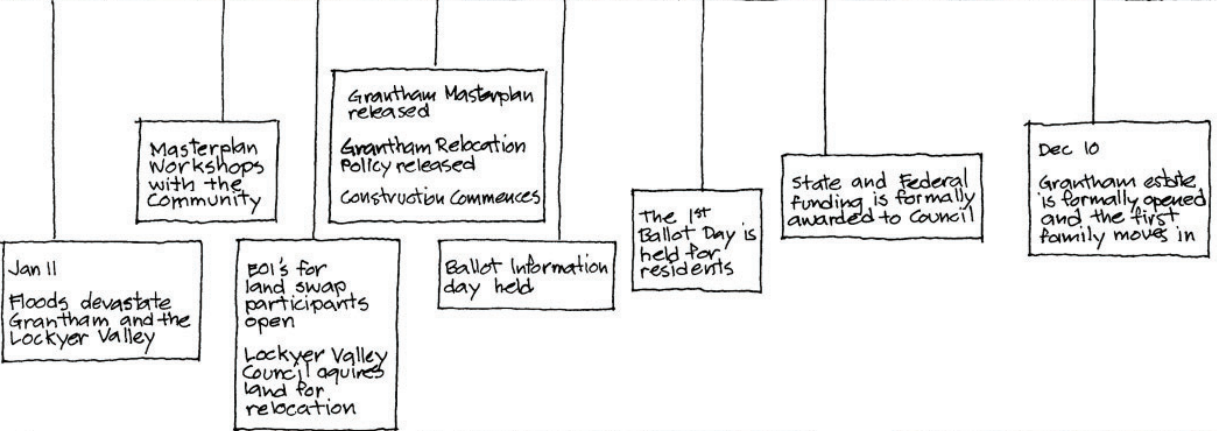 Jan 11
Floods devastate
Grantham and the
Lockyer Valley
Masterplan
Workshops
with the
Community
EOI's for
land swap
participants
open
Lockyer Valley
Council aquires
land for
relocation
Grantham Masterplan
released
Grantham Relocation
Policy released
Construction Commences
Ballot Information
day held
The 1st
Ballot Day is
held for
residents
State and Federal
funding is formally
awarded to Council
Dec 10
Grantham estate
is formally opened
and the first
family moves in